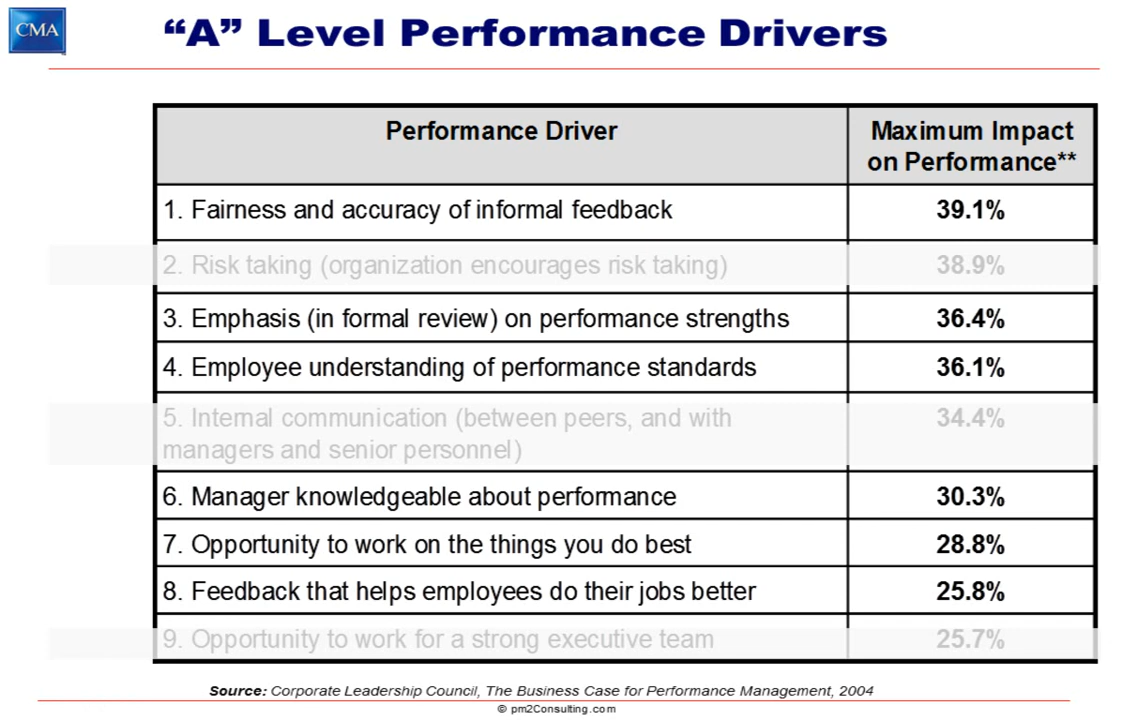 CMA
“A” Level Performance Drivers
Performance Driver
Maximum Impact
on Performance**
1. Fairness and accuracy of informal feedback 39.1%
2. Risk taking (organization encourages risk taking) 38.9%
3. Emphasis (in formal review) on performance strengths 36.4%
4. Employee understanding of performance standards 36.1%
5. Internal communication (between peers, and with 34.4%
managers and senior personnel)
6. Manager knowledgeable about performance 30.3%
7. Opportunity to work on the things you do best 28.8%
8. Feedback that helps employees do their jobs better 25.8%
9. Opportunity to work for a strong executive team 25.7%
Source: Corporate Leadership Council, The Business Case for Performance Management, 2004
© pm2Consulting.com